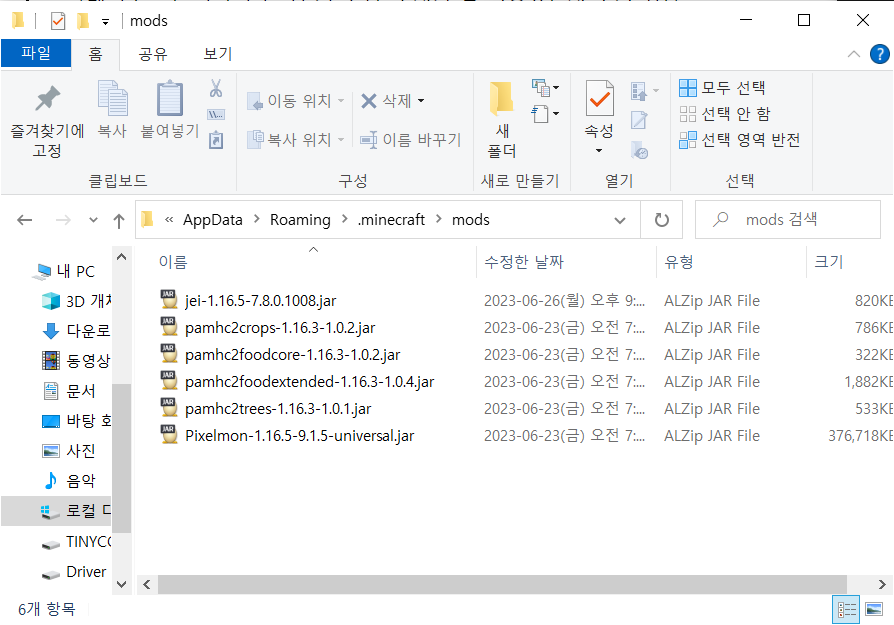 mods
파일 홈 공유 보기
즐겨찾기에
고정
복사
붙여넣기
이동 위치
복사 위치
삭제
이름 바꾸기
새
폴더
속성
모두 선택
선택 안 함
선택 영역 반전
클립보드 구성 새로 만들기 열기 선택
« AppData > Roaming > .minecraft > mods
mods 검색
이름 수정한 날짜 유형 크기
jei-1.16.5-7.8.0.1008.jar 2023-06-26(월) 오후 9:... ALZip JAR File 820KB
pamhc2crops-1.16.3-1.0.2.jar 2023-06-23(금) 오전 7:... ALZip JAR File 786KB
pamhc2foodcore-1.16.3-1.0.2.jar 2023-06-23(금) 오전 7:... ALZip JAR File 322KB
pamhc2foodextended-1.16.3-1.0.4.jar 2023-06-23(금) 오전 7:... ALZip JAR File 1,882KB
pamhc2trees-1.16.3-1.0.1.jar 2023-06-23(금) 오전 7:... ALZip JAR File 533KB
Pixelmon-1.16.5-9.1.5-universal.jar 2023-06-23(금) 오전 7:... ALZip JAR File 376,718KB
내 PC
3D 개
다운로
동영상
문서
바탕
사진
음악
로컬
TINYC
Driver
6개 항목